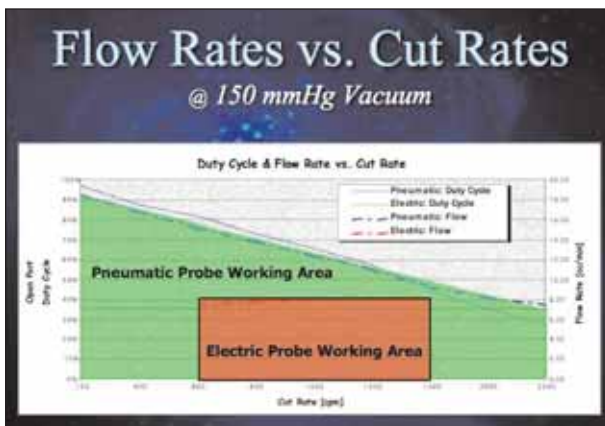 Flow Rates vs. Cut Rates
@ 150 mmHg Vacuum
Duty Cycle & Flow Rate vs. Cut Rate
Pneumatic: Duty Cycle
Electric: Duty Cycle
Pneumatic: Flow
Electric: Flow
Pneumatic Probe Working Area
Electric Probe Working Area
Open Port
Duty Cycle
Flow Rate [cc/min]
Cut Rate [cpm]